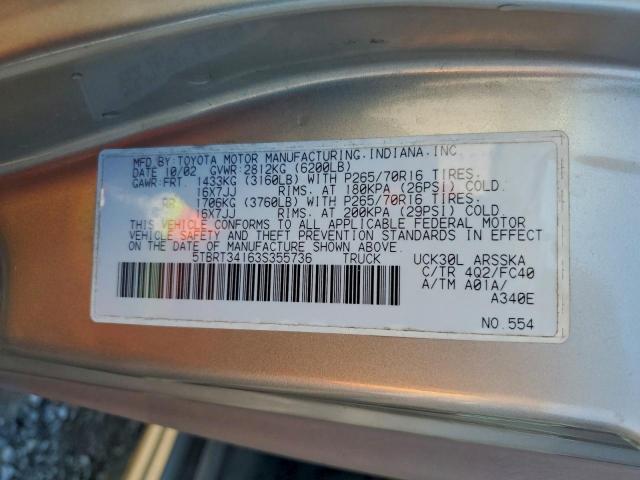 MFD.BY:TOYOTA MOTOR MANUFACTURING.INDIANA.INC
DATE 10/02 GVWR:2812KG (6200LB)
GAWR:FRT. 1433KG (3160LB) WITH P265/70R16 TIRES.
16X7JJ RIMS. AT 180KPA (26PSI) COLD.
RR. 1706KG (3760LB) WITH P265/70R16 TIRES.
16X7JJ RIMS. AT 200KPA (29PSI) COLD.
THIS VEHICLE CONFORMS TO ALL APPLICABLE FEDERAL MOTOR
VEHICLE SAFETY AND THEFT PREVENTION STANDARDS IN EFFECT
ON THE DATE OF MANUFACTURE SHOWN ABOVE.
5TBRT34163S355736 TRUCK UCK30L ARSSKA
C/TR 4Q2/FC40
A/TM A01A/
A340E
NO.554